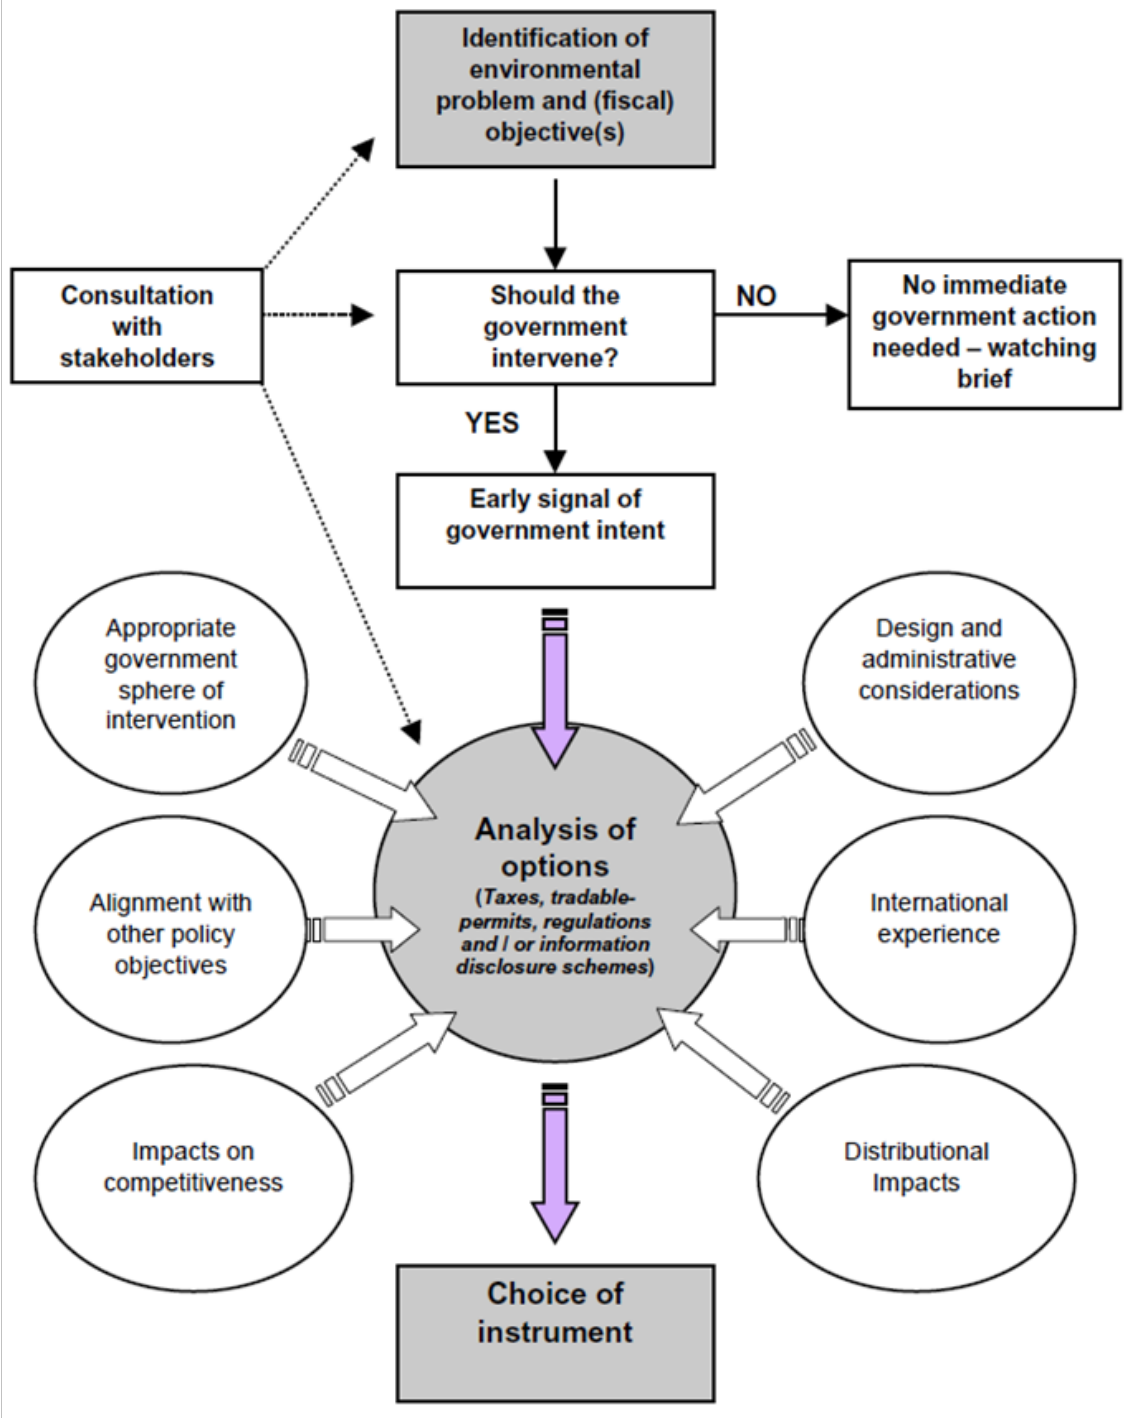 Identification of
environmental
problem and (fiscal)
objective(s)
Consultation
with
stakeholders
Should the
government
intervene?
NO
No immediate
government action
needed – watching
brief
YES
Early signal of
government intent
Appropriate
government
sphere of
intervention
Design and
administrative
considerations
Analysis of
options
(Taxes, tradable-
permits, regulations
and / or information
disclosure schemes)
Alignment with
other policy
objectives
International
experience
Impacts on
competitiveness
Distributional
Impacts
Choice of
instrument